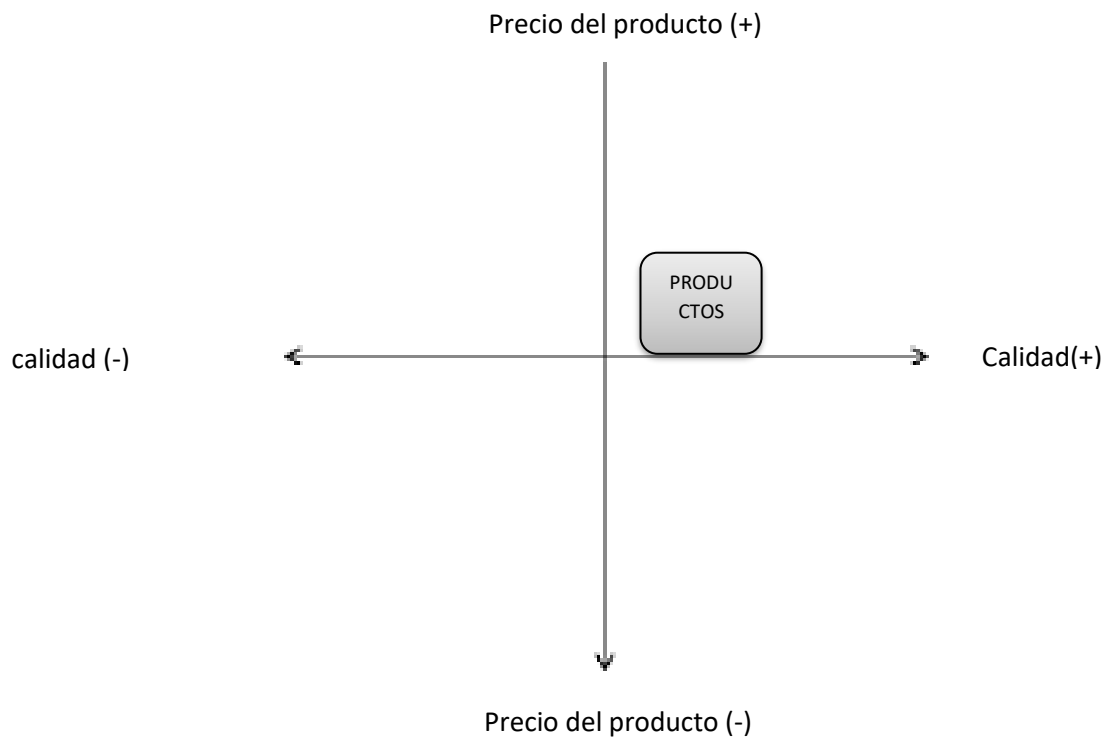 Precio del producto (+)
PRODU
CTOS
calidad (-)
Calidad(+)
Precio del producto (-)